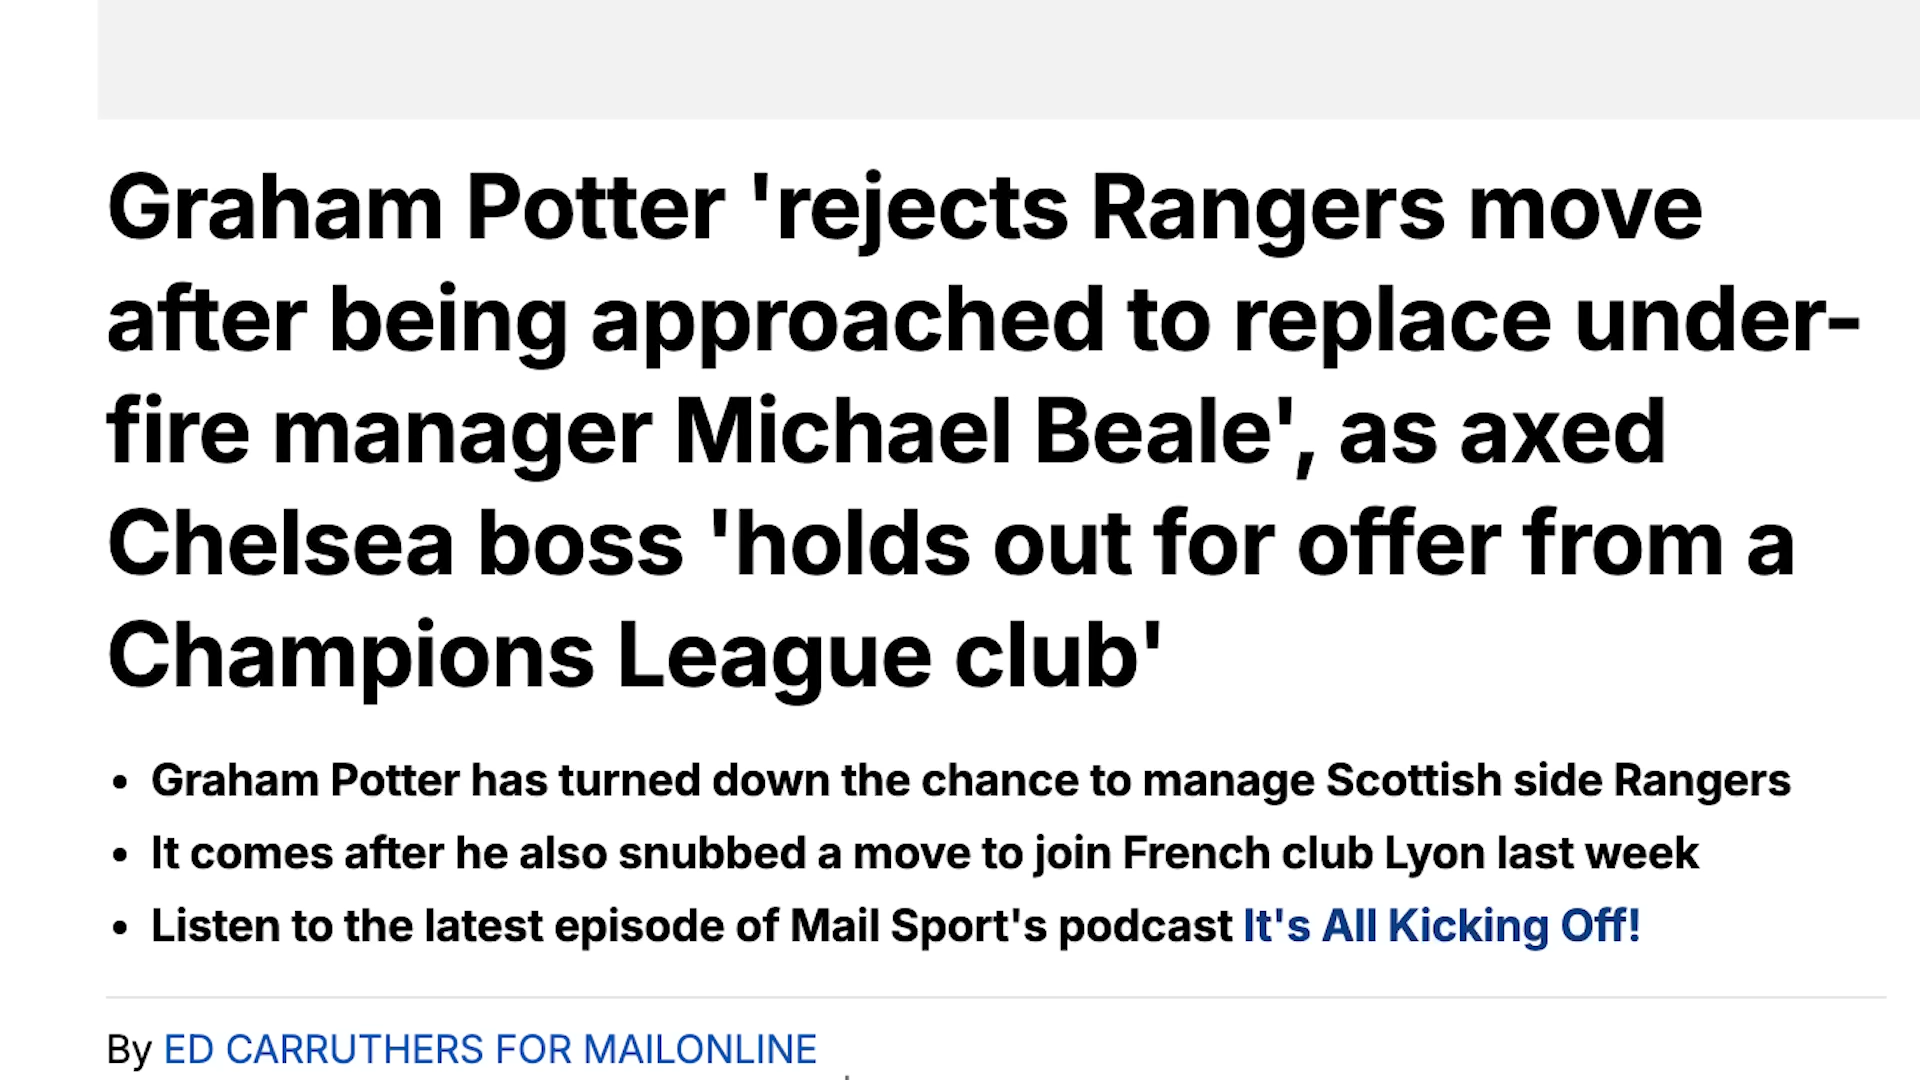 Graham Potter 'rejects Rangers move
after being approached to replace under-
fire manager Michael Beale', as axed
Chelsea boss 'holds out for offer from a
Champions League club'
• Graham Potter has turned down the chance to manage Scottish side Rangers
• It comes after he also snubbed a move to join French club Lyon last week
• Listen to the latest episode of Mail Sport's podcast It's All Kicking Off!
By ED CARRUTHERS FOR MAILONLINE